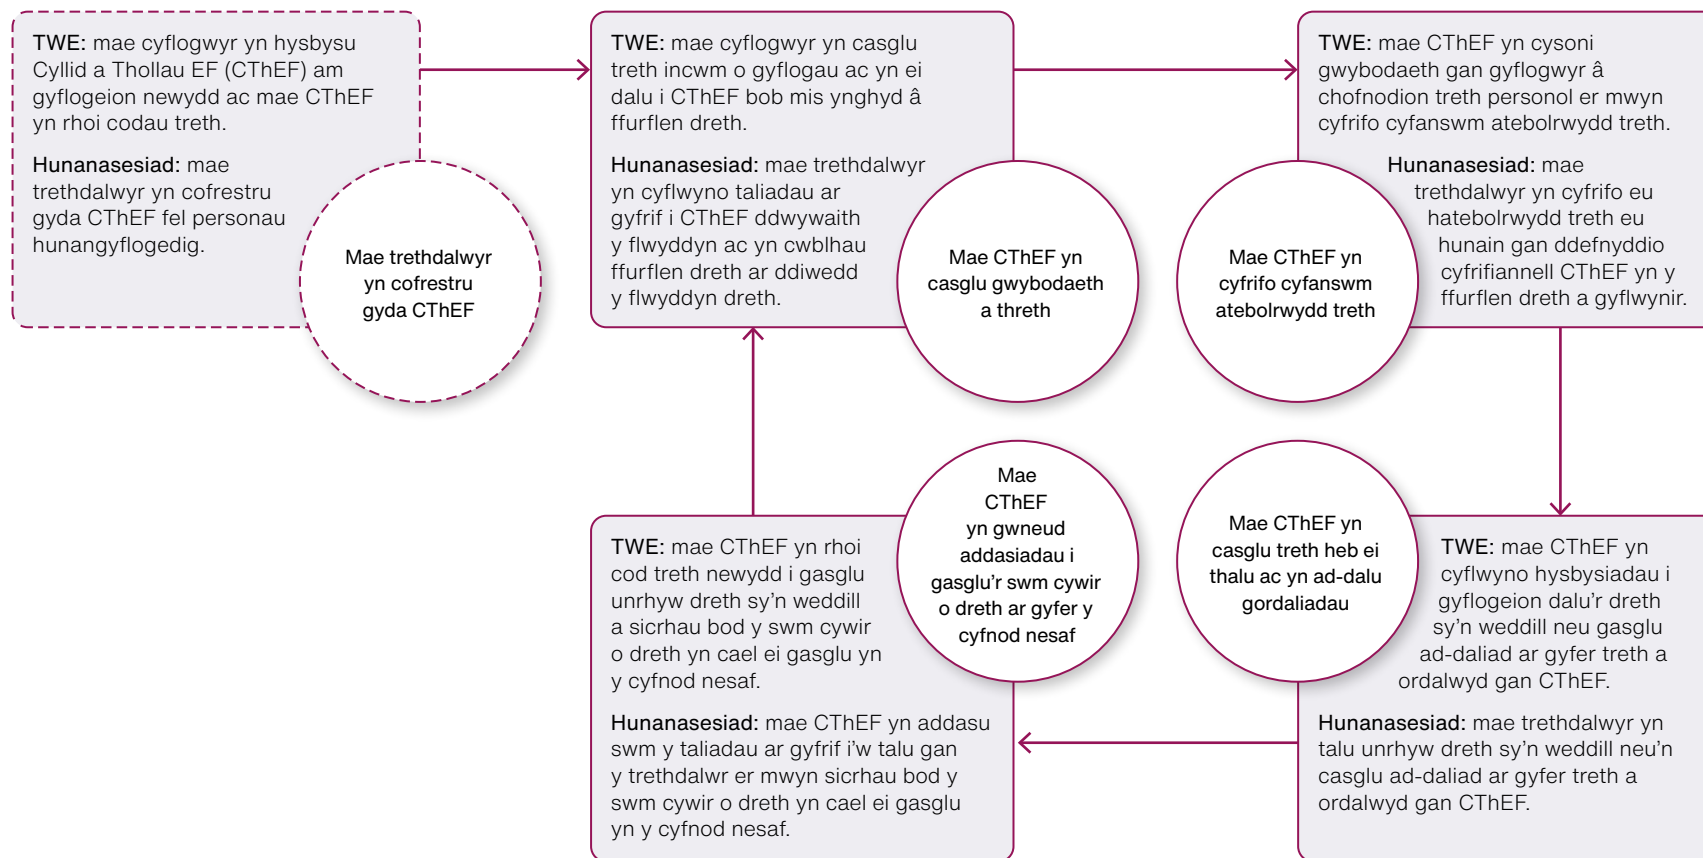 TWE: mae cyflogwyr yn hysbysu
Cyllid a Thollau EF (CThEF) am
gyflogeion newydd ac mae CThEF
yn rhoi codau treth.
Hunanasesiad: mae
trethdalwyr yn cofrestru
gyda CThEF fel personau
hunangyflogedig.
Mae trethdalwyr
yn cofrestru
gyda CThEF
TWE: mae cyflogwyr yn casglu
treth incwm o gyflogau ac yn ei
dalu i CThEF bob mis ynghyd â
ffurflen dreth.
Hunanasesiad: mae trethdalwyr
yn cyflwyno taliadau ar
gyfrif i CThEF ddwywaith
y flwyddyn ac yn cwblhau
ffurflen dreth ar ddiwedd
y flwyddyn dreth.
Mae CThEF yn
casglu gwybodaeth
a threth
TWE: mae CThEF yn cysoni
gwybodaeth gan gyflogwyr â
chofnodion treth personol er mwyn
cyfrifo cyfanswm atebolrwydd treth.
Hunanasesiad: mae
trethdalwyr yn cyfrifo eu
hatebolrwydd treth eu
hunain gan ddefnyddio
cyfrifiannell CThEF yn y
ffurflen dreth a gyflwynir.
Mae CThEF yn
cyfrifo cyfanswm
atebolrwydd treth
TWE: mae CThEF yn
cyflwyno hysbysiadau i
gyflogeion dalu'r dreth
sy'n weddill neu gasglu
ad-daliad ar gyfer treth a
ordalwyd gan CThEF.
Hunanasesiad: mae trethdalwyr yn
talu unrhyw dreth sy'n weddill neu'n
casglu ad-daliad ar gyfer treth a
ordalwyd gan CThEF.
Mae CThEF yn
casglu treth heb ei
thalu ac yn ad-dalu
gordaliadau
TWE: mae CThEF yn rhoi
cod treth newydd i gasglu
unrhyw dreth sy'n weddill
a sicrhau bod y swm cywir
o dreth yn cael ei gasglu yn
y cyfnod nesaf.
Hunanasesiad: mae CThEF yn addasu
swm y taliadau ar gyfrif i'w talu gan
y trethdalwr er mwyn sicrhau bod y
swm cywir o dreth yn cael ei gasglu
yn y cyfnod nesaf.
Mae
CThEF
yn gwneud
addasiadau i
gasglu'r swm cywir
o dreth ar gyfer y
cyfnod nesaf